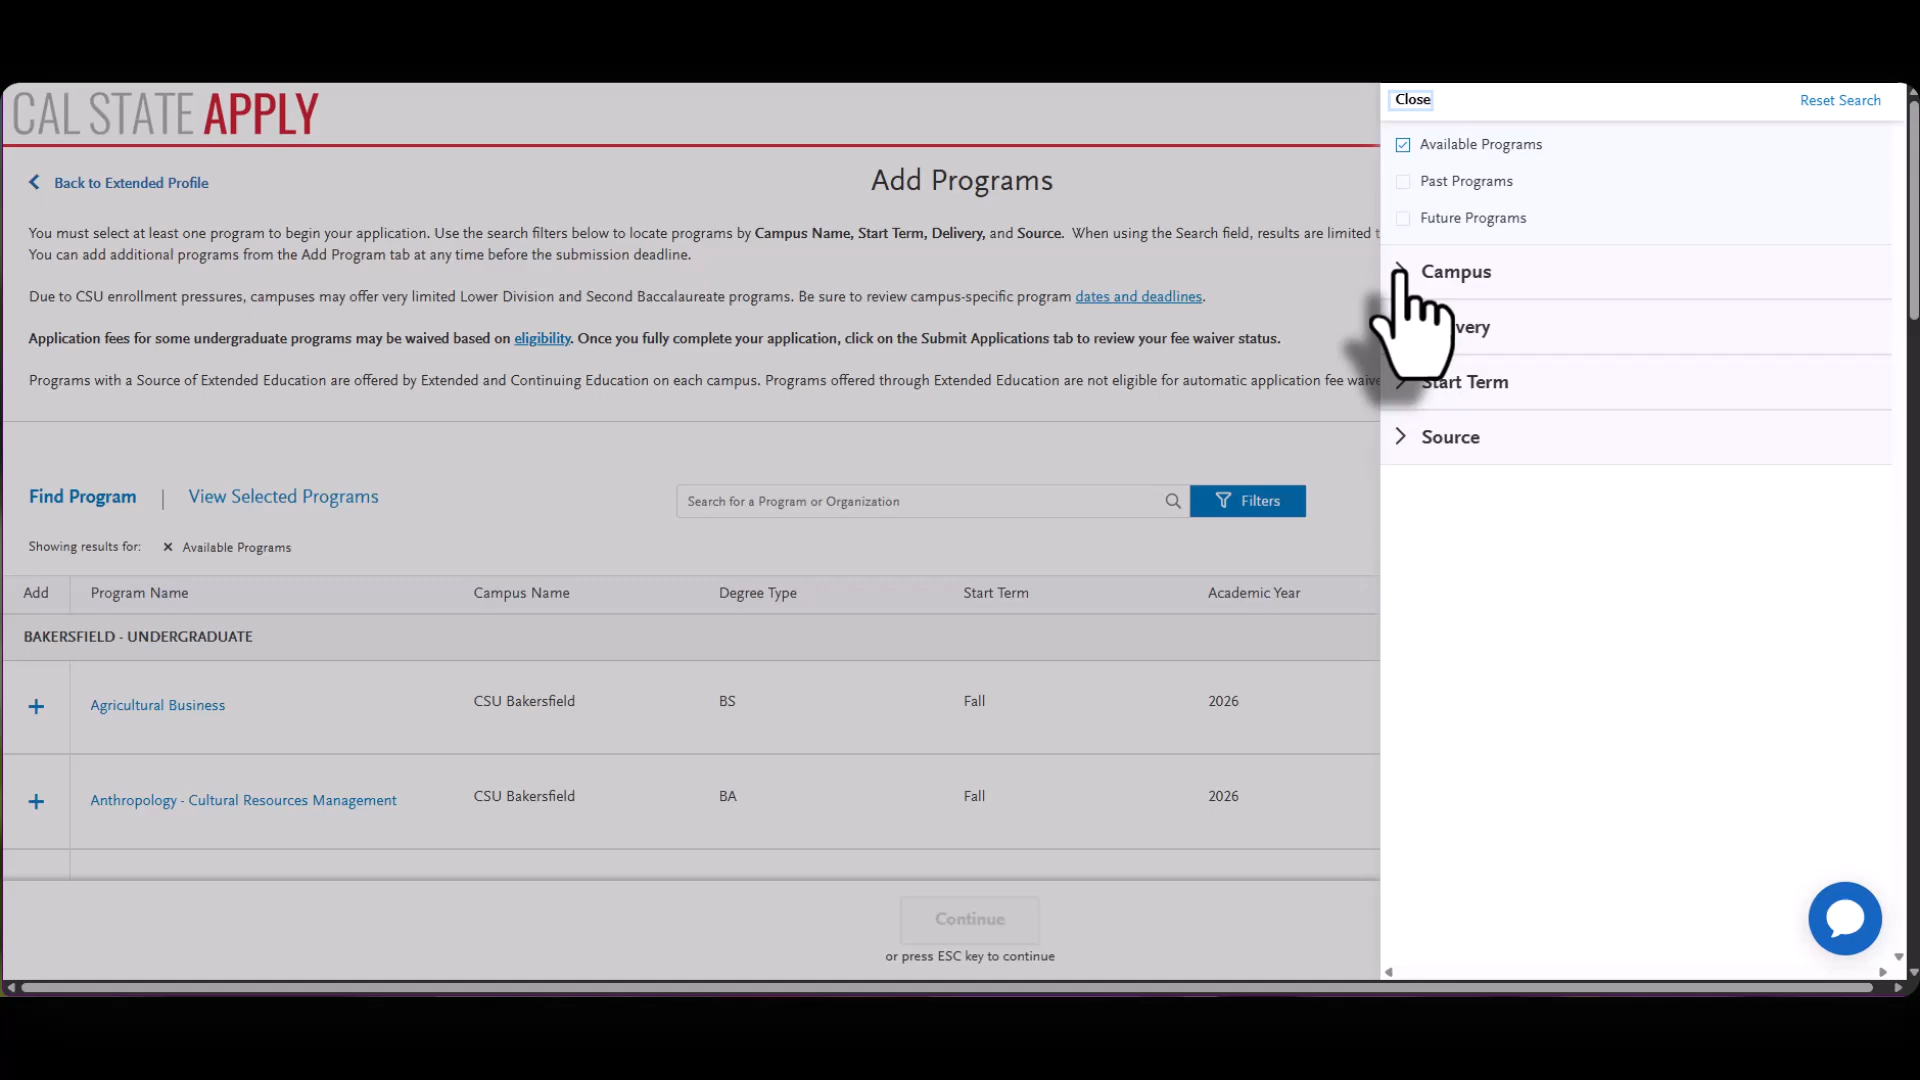 CAL STATE APPLY
Close
Reset Search
Available Programs
Past Programs
Future Programs
Campus
very
Start Term
Source
Back to Extended Profile
Add Programs
You must select at least one program to begin your application. Use the search filters below to locate programs by Campus Name, Start Term, Delivery, and Source. When using the Search field, results are limited t
You can add additional programs from the Add Program tab at any time before the submission deadline.
Due to CSU enrollment pressures, campuses may offer very limited Lower Division and Second Baccalaureate programs. Be sure to review campus-specific program dates and deadlines.
Application fees for some undergraduate programs may be waived based on eligibility. Once you fully complete your application, click on the Submit Applications tab to review your fee waiver status.
Programs with a Source of Extended Education are offered by Extended and Continuing Education on each campus. Programs offered through Extended Education are not eligible for automatic application fee waive
Find Program | View Selected Programs
Search for a Program or Organization
Filters
Showing results for: × Available Programs
Add Program Name Campus Name Degree Type Start Term Academic Year
BAKERSFIELD - UNDERGRADUATE
+ Agricultural Business CSU Bakersfield BS Fall 2026
+ Anthropology - Cultural Resources Management CSU Bakersfield BA Fall 2026
Continue
or press ESC key to continue